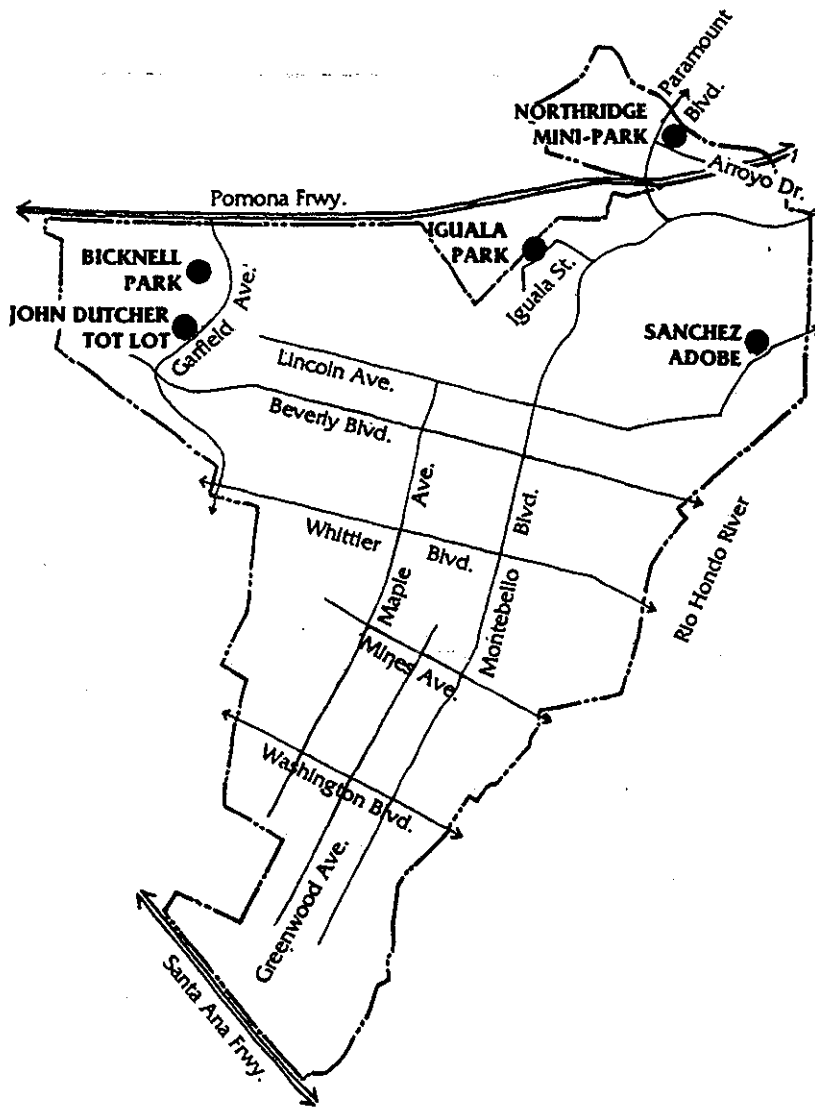 Paramount
Blvd.
NORTHRIDGE
MINI-PARK
Arroyo Dr.
Pomona Frwy.
IGUALA
PARK
Iguala St.
BICKNELL
PARK
Garfield Ave.
JOHN DUTCHER
TOT LOT
SANCHEZ
ADOBE
Lincoln Ave.
Beverly Blvd.
Whittier Blvd.
Maple Ave.
Montebello Blvd.
Rio Hondo River
Mines Ave.
Washington Blvd.
Greenwood Ave.
Santa Ana Frwy.